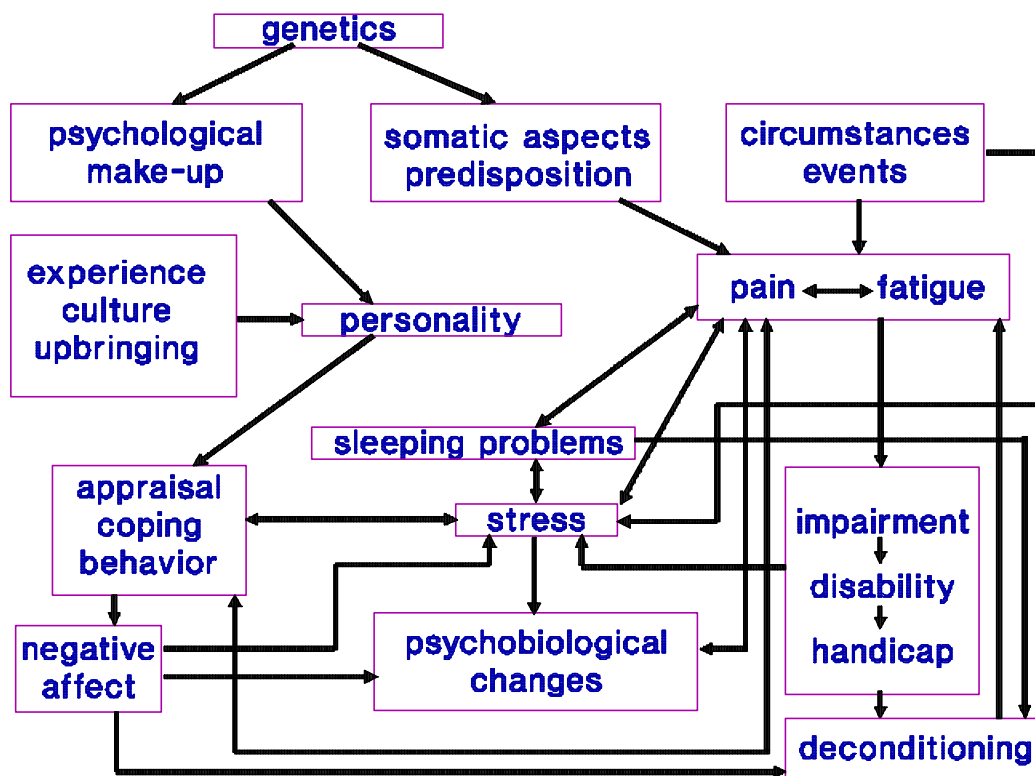 genetics
psychological
make-up
somatic aspects
predisposition
circumstances
events
experience
culture
upbringing
personality
pain fatigue
sleeping problems
appraisal
coping
behavior
stress
impairment
disability
handicap
negative
affect
psychobiological
changes
deconditioning